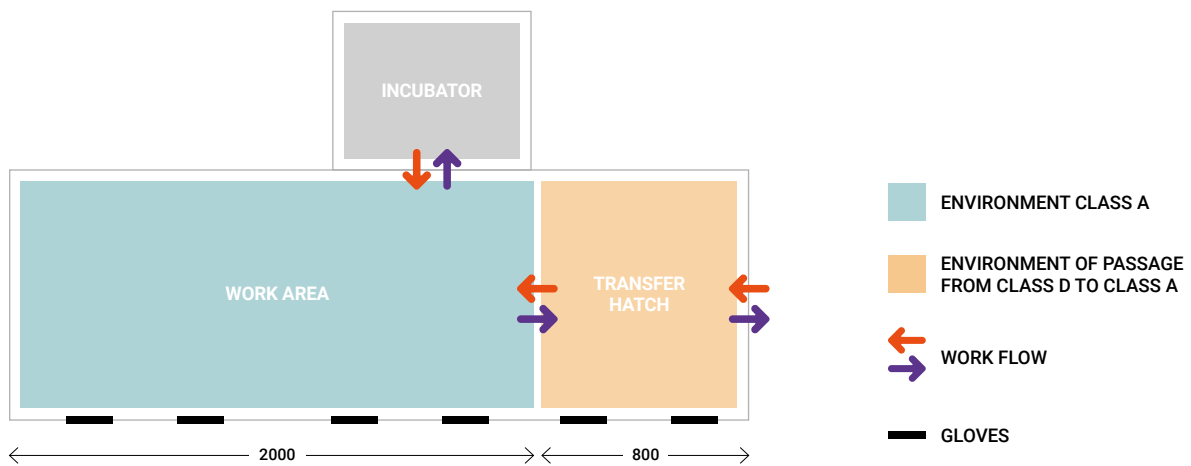 INCUBATOR
WORK AREA
TRANSFER
HATCH
2000
800
ENVIRONMENT CLASS A
ENVIRONMENT OF PASSAGE
FROM CLASS D TO CLASS A
WORK FLOW
GLOVES